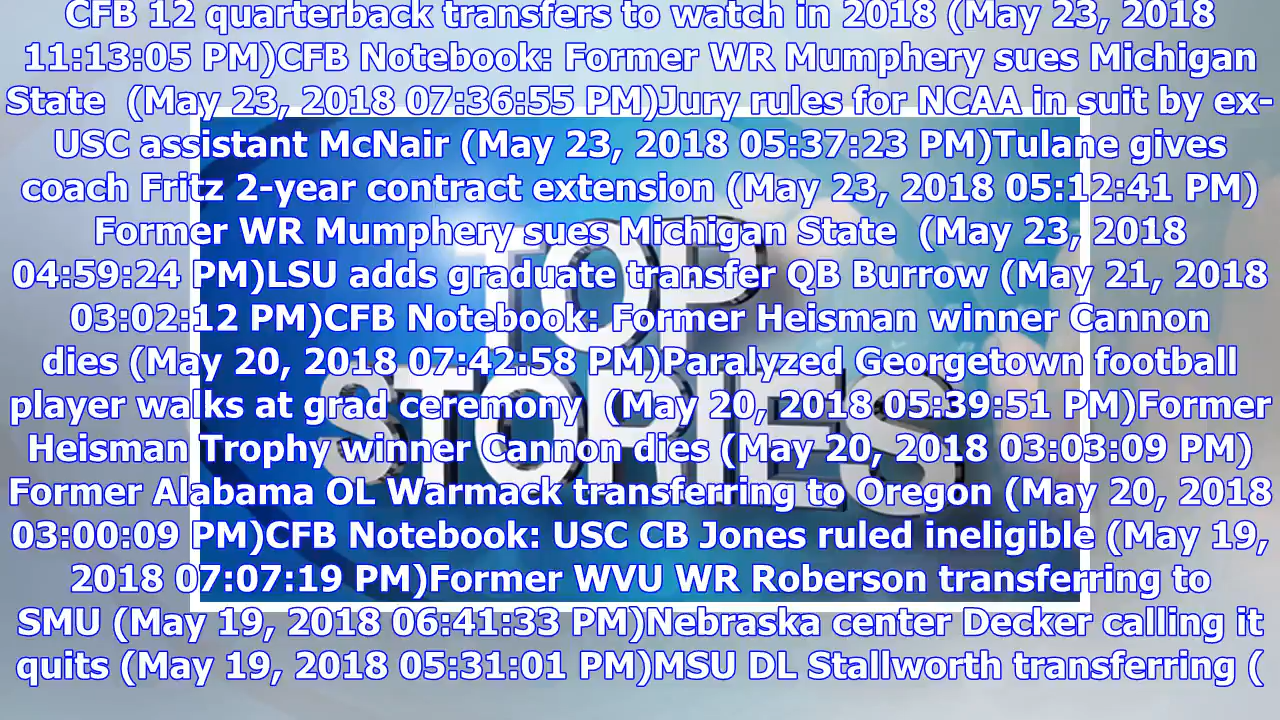 CFB 12 quarterback transfers to watch in 2018 (May 23, 2018
11:13:05 PM)CFB Notebook: Former WR Mumphery sues Michigan
State  (May 23, 2018 07:36:55 PM)Jury rules for NCAA in suit by ex-
USC assistant McNair (May 23, 2018 05:37:23 PM)Tulane gives
coach Fritz 2-year contract extension (May 23, 2018 05:12:41 PM)
Former WR Mumphery sues Michigan State  (May 23, 2018
04:59:24 PM)LSU adds graduate transfer QB Burrow (May 21, 2018
03:02:12 PM)CFB Notebook: Former Heisman winner Cannon
dies (May 20, 2018 07:42:58 PM)Paralyzed Georgetown football
player walks at grad ceremony  (May 20, 2018 05:39:51 PM)Former
Heisman Trophy winner Cannon dies (May 20, 2018 03:03:09 PM)
Former Alabama OL Warmack transferring to Oregon (May 20, 2018
03:00:09 PM)CFB Notebook: USC CB Jones ruled ineligible (May 19,
2018 07:07:19 PM)Former WVU WR Roberson transferring to
SMU (May 19, 2018 06:41:33 PM)Nebraska center Decker calling it
quits (May 19, 2018 05:31:01 PM)MSU DL Stallworth transferring (
TOP
STORIES